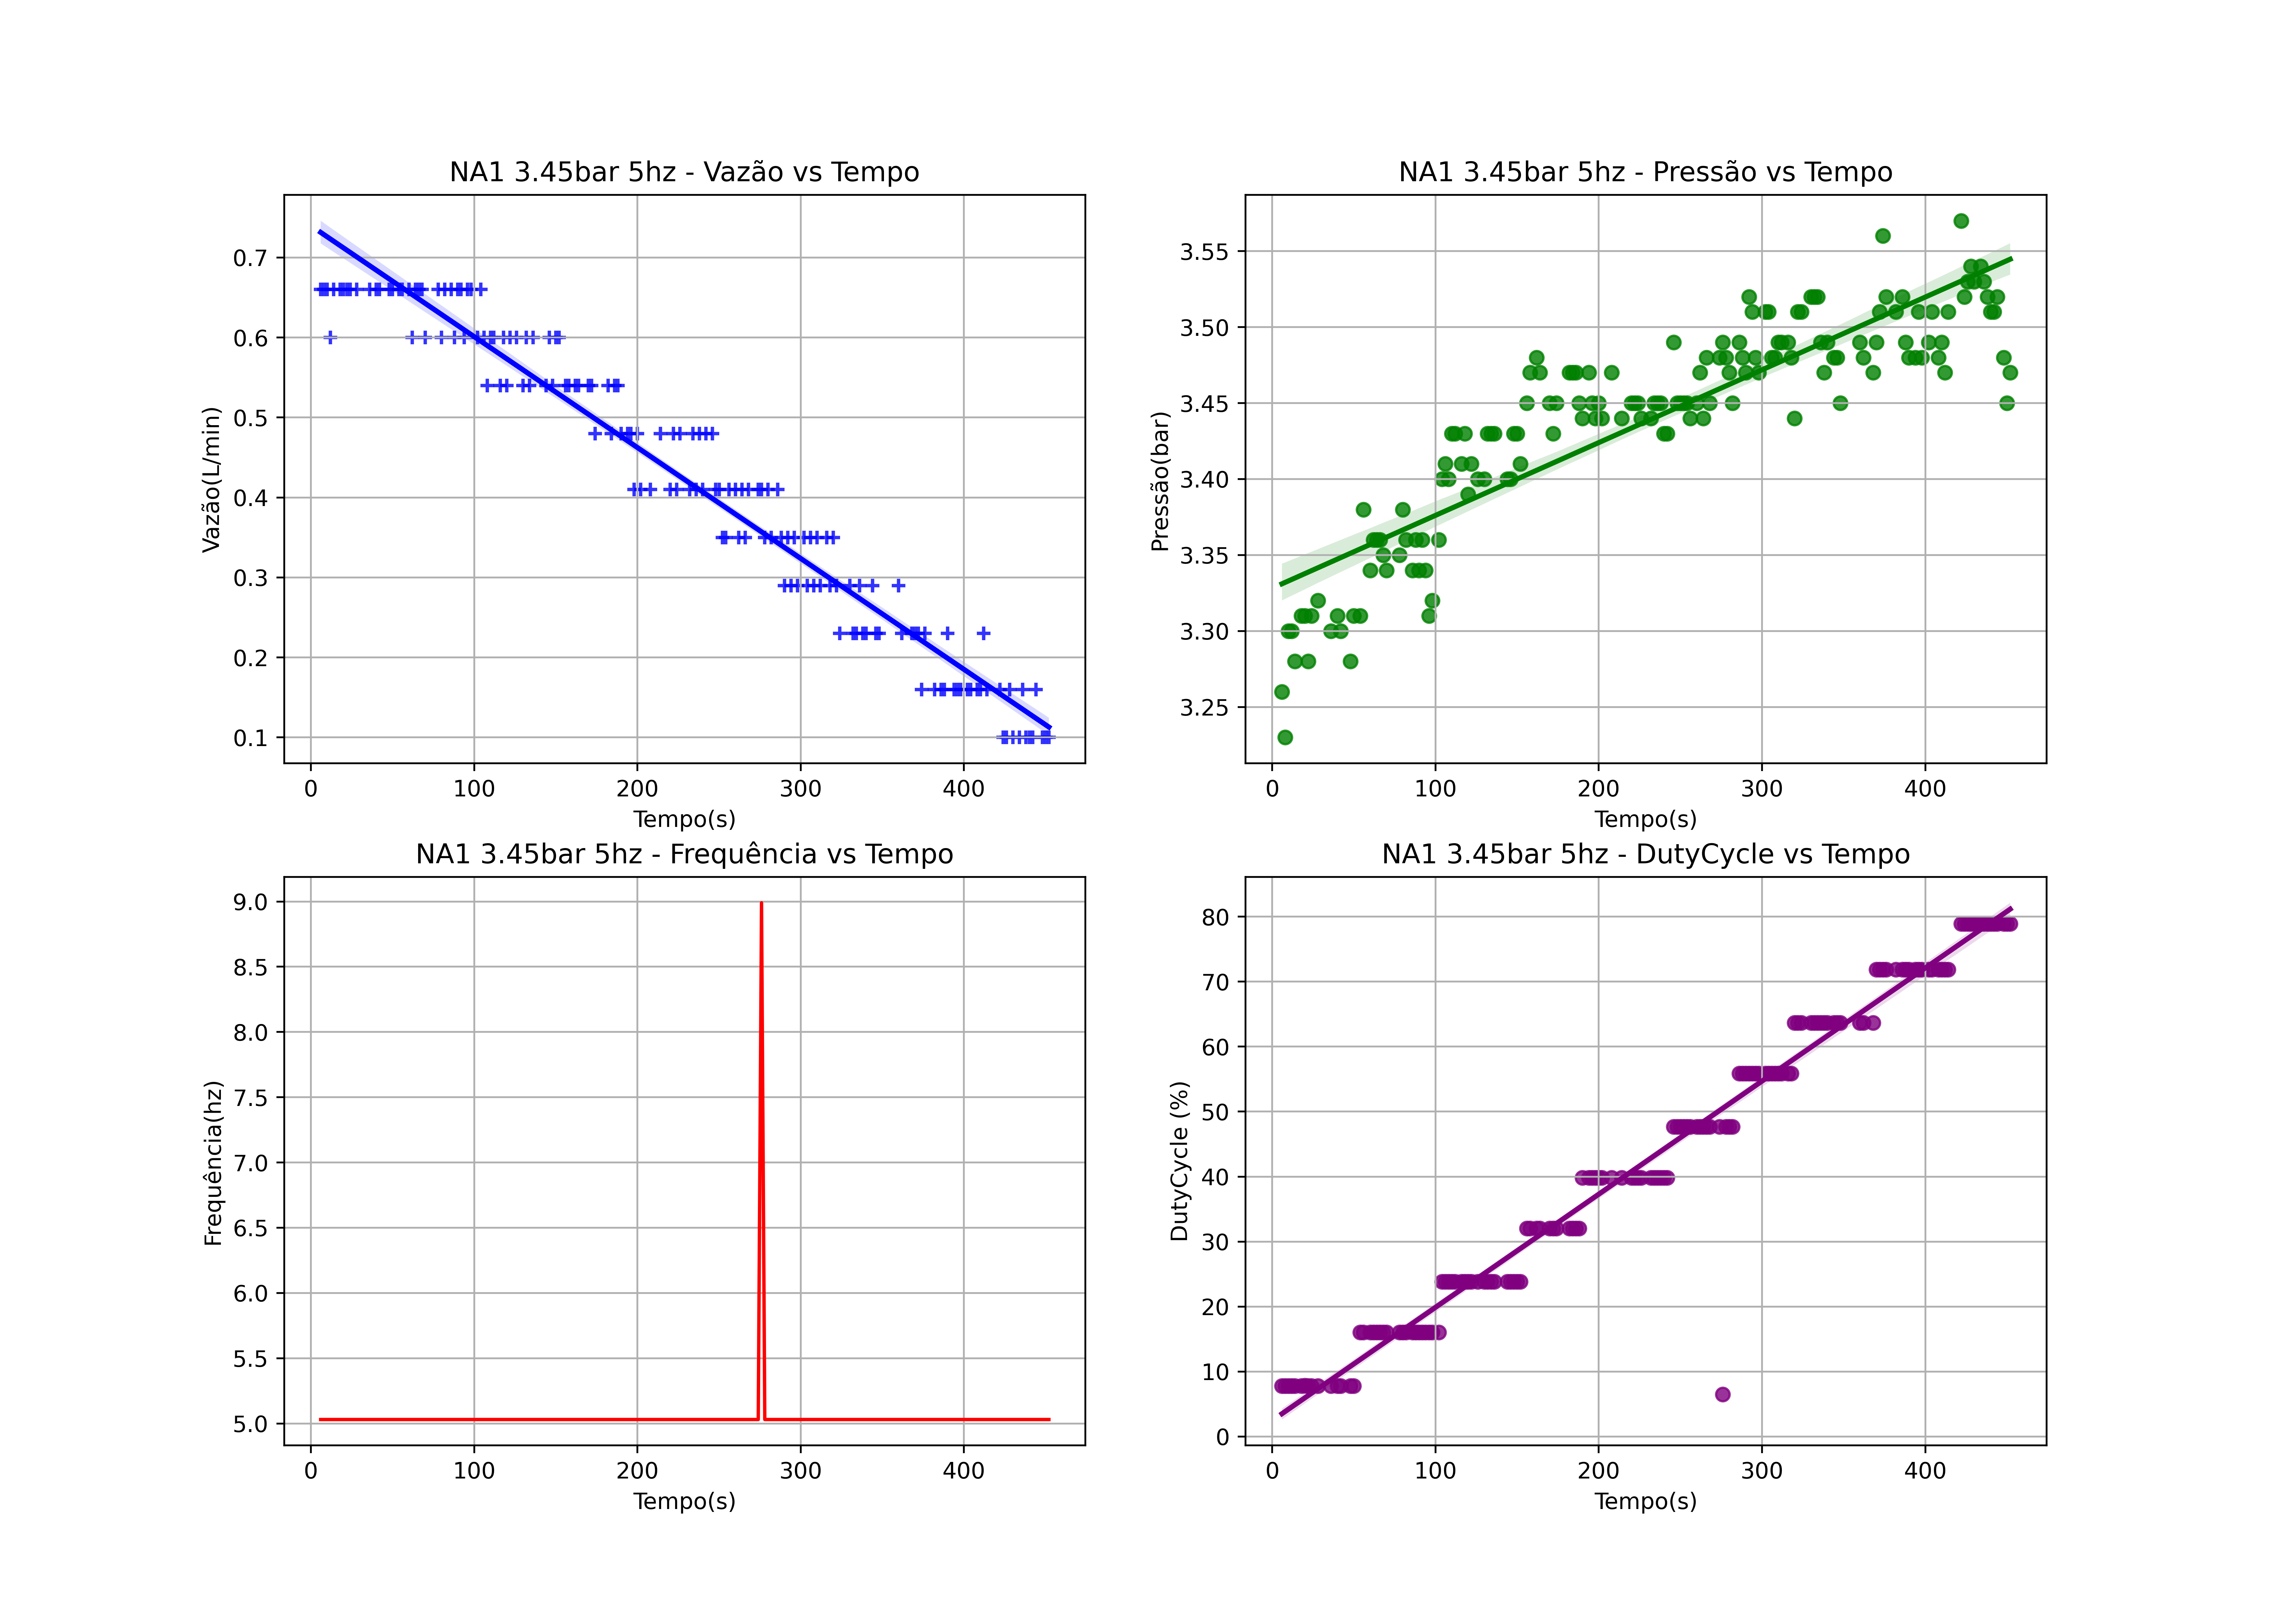 NA1 3.45bar 5hz - Vazão vs Tempo
0.7
0.6
0.5
0.4
0.3
0.2
0.1
Vazão(L/min)
0 100 200 300 400
Tempo(s)
NA1 3.45bar 5hz - Pressão vs Tempo
3.55
3.50
3.45
3.40
3.35
3.30
3.25
Pressão(bar)
0 100 200 300 400
Tempo(s)
NA1 3.45bar 5hz - Frequência vs Tempo
9.0
8.5
8.0
7.5
7.0
6.5
6.0
5.5
5.0
Frequência(hz)
0 100 200 300 400
Tempo(s)
NA1 3.45bar 5hz - DutyCycle vs Tempo
80
70
60
50
40
30
20
10
0
DutyCycle (%)
0 100 200 300 400
Tempo(s)